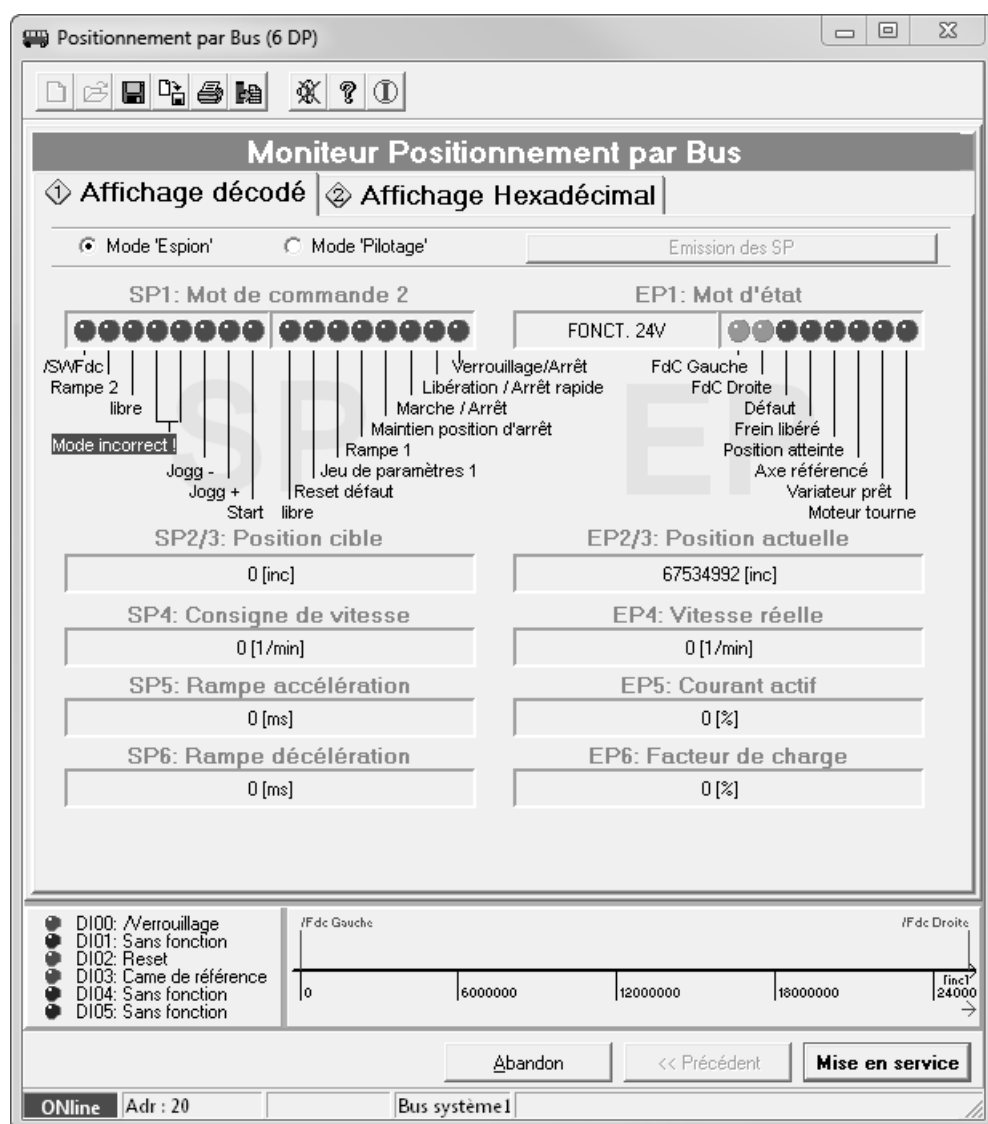 Positionnement par Bus (6 DP)
Moniteur Positionnement par Bus
1 Affichage décodé
2 Affichage Hexadécimal
Mode 'Espion'
Mode 'Pilotage'
Emission des SP
SP
EP
SP1: Mot de commande 2
EP1: Mot d'état
FONCT. 24V
/SWFdc
Rampe 2
libre
Mode incorrect !
Jogg -
Jogg +
Start
Verrouillage/Arrêt
Libération / Arrêt rapide
Marche / Arrêt
Maintien position d'arrêt
Rampe 1
Jeu de paramètres 1
Reset défaut
libre
FdC Gauche
FdC Droite
Défaut
Frein libéré
Position atteinte
Axe référencé
Variateur prêt
Moteur tourne
SP2/3: Position cible
EP2/3: Position actuelle
0 [inc]
67534992 [inc]
SP4: Consigne de vitesse
EP4: Vitesse réelle
0 [1/min]
0 [1/min]
SP5: Rampe accélération
EP5: Courant actif
0 [ms]
0 [%]
SP6: Rampe décélération
EP6: Facteur de charge
0 [ms]
0 [%]
DI00: /Verrouillage
DI01: Sans fonction
DI02: Reset
DI03: Came de référence
DI04: Sans fonction
DI05: Sans fonction
/Fdc Gauche
/Fdc Droite
[inc]
0
6000000
12000000
18000000
24000
Abandon
<< Précédent
Mise en service
ONline
Adr : 20
Bus système1